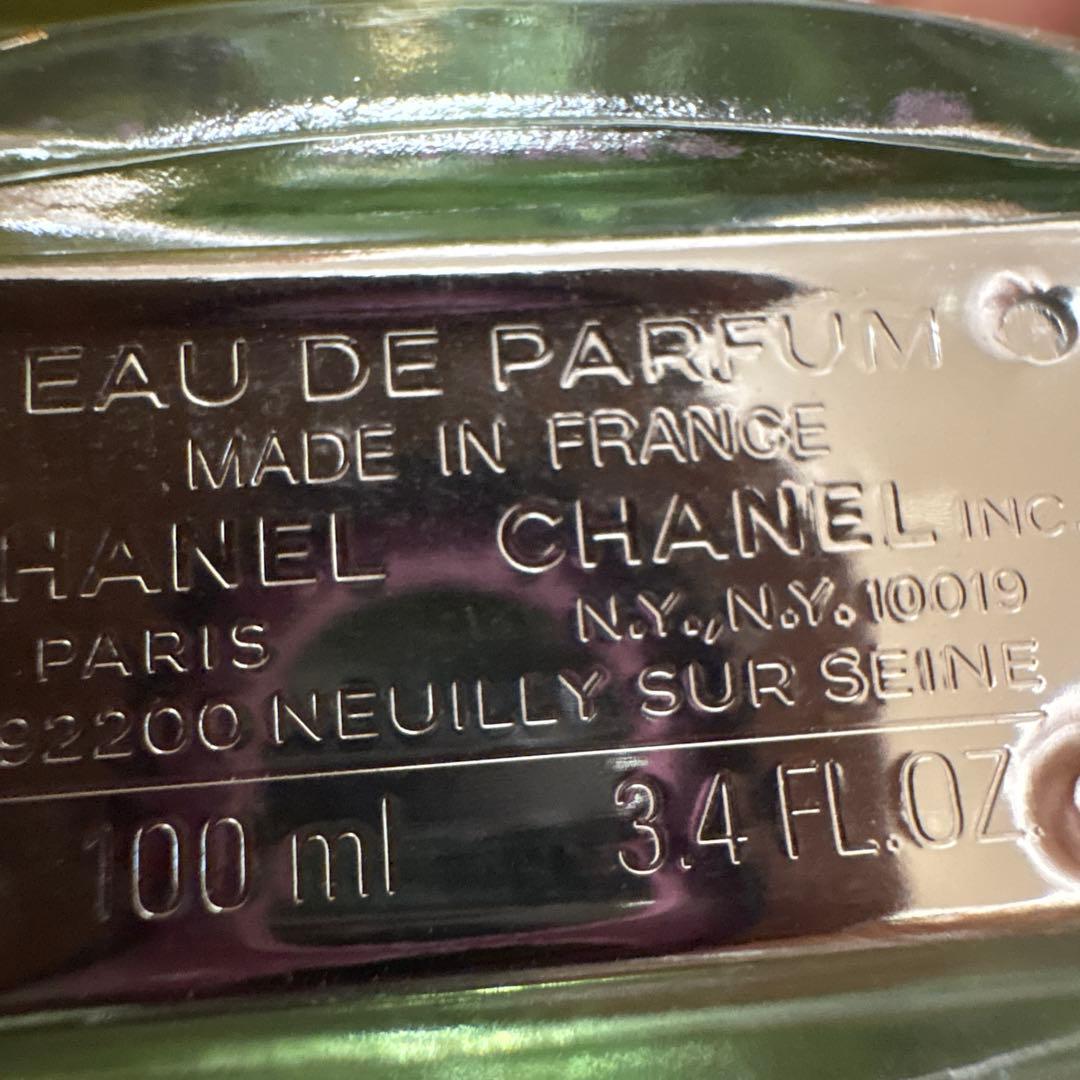 EAU DE PARFUM
MADE IN FRANCE
HANEL CHANEL INC.
PARIS N.Y., N.Y. 10019
92200 NEUILLY SUR SEINE
100 ml 3.4 FL.OZ